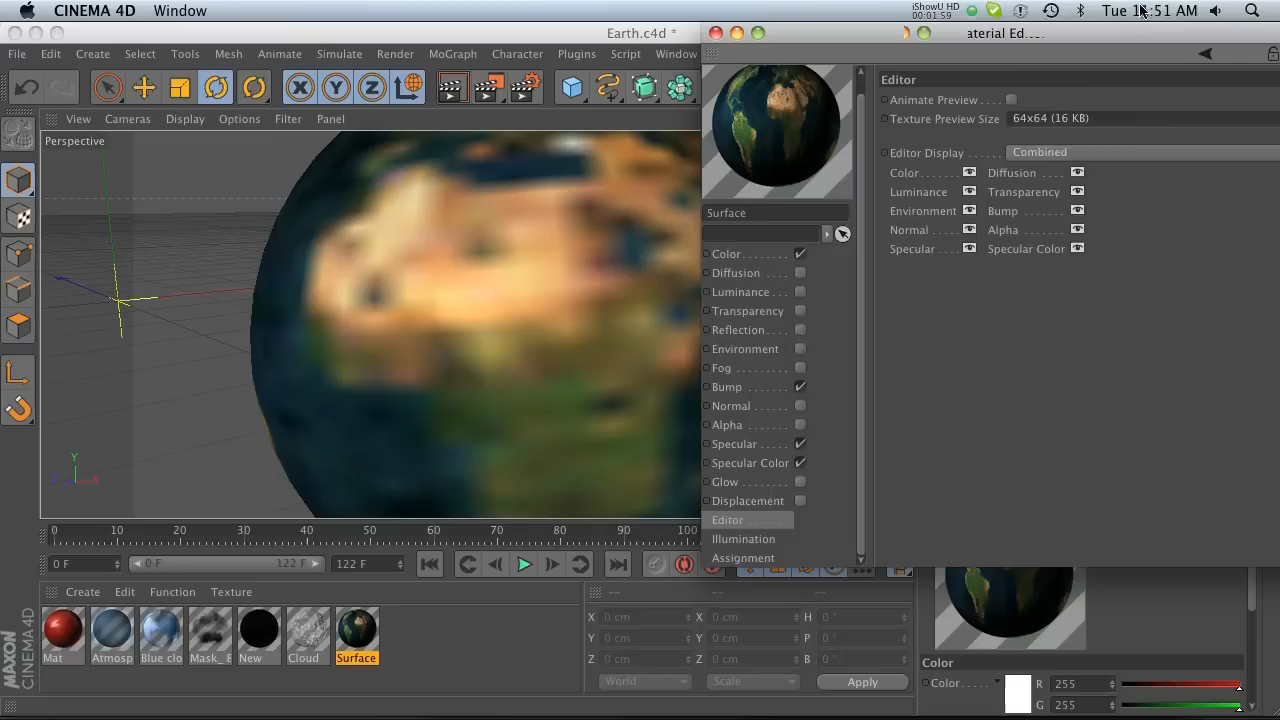 CINEMA 4D Window
iShowU HD
00:01:59
Tue
:51 AM
Earth.c4d *
File Edit Create Select Tools Mesh Animate Simulate Render MoGraph Character Plugins Script Window
aterial Ed....
View Cameras Display Options Filter Panel
Perspective
Y
X
Surface
Color
Diffusion
Luminance
Transparency
Reflection
Environment
Fog
Bump
Normal
Alpha
Specular
Specular Color
Glow
Displacement
Editor
Illumination
Assignment
Editor
Animate Preview
Texture Preview Size 64x64 (16 KB)
Editor Display Combined
Color Diffusion
Luminance Transparency
Environment Bump
Normal Alpha
Specular Specular Color
0 10 20 30 40 50 60 70 80 90 100
0 F 0 F 122 F 122 F
Create Edit Function Texture
Mat Atmosp Blue clo Mask_ E New Cloud Surface
MAXON
CINEMA 4D
-- -- --
X 0 cm X 0 cm H 0 °
Y 0 cm Y 0 cm P 0 °
Z 0 cm Z 0 cm B 0 °
World Scale Apply
Color
Color R 255
G 255